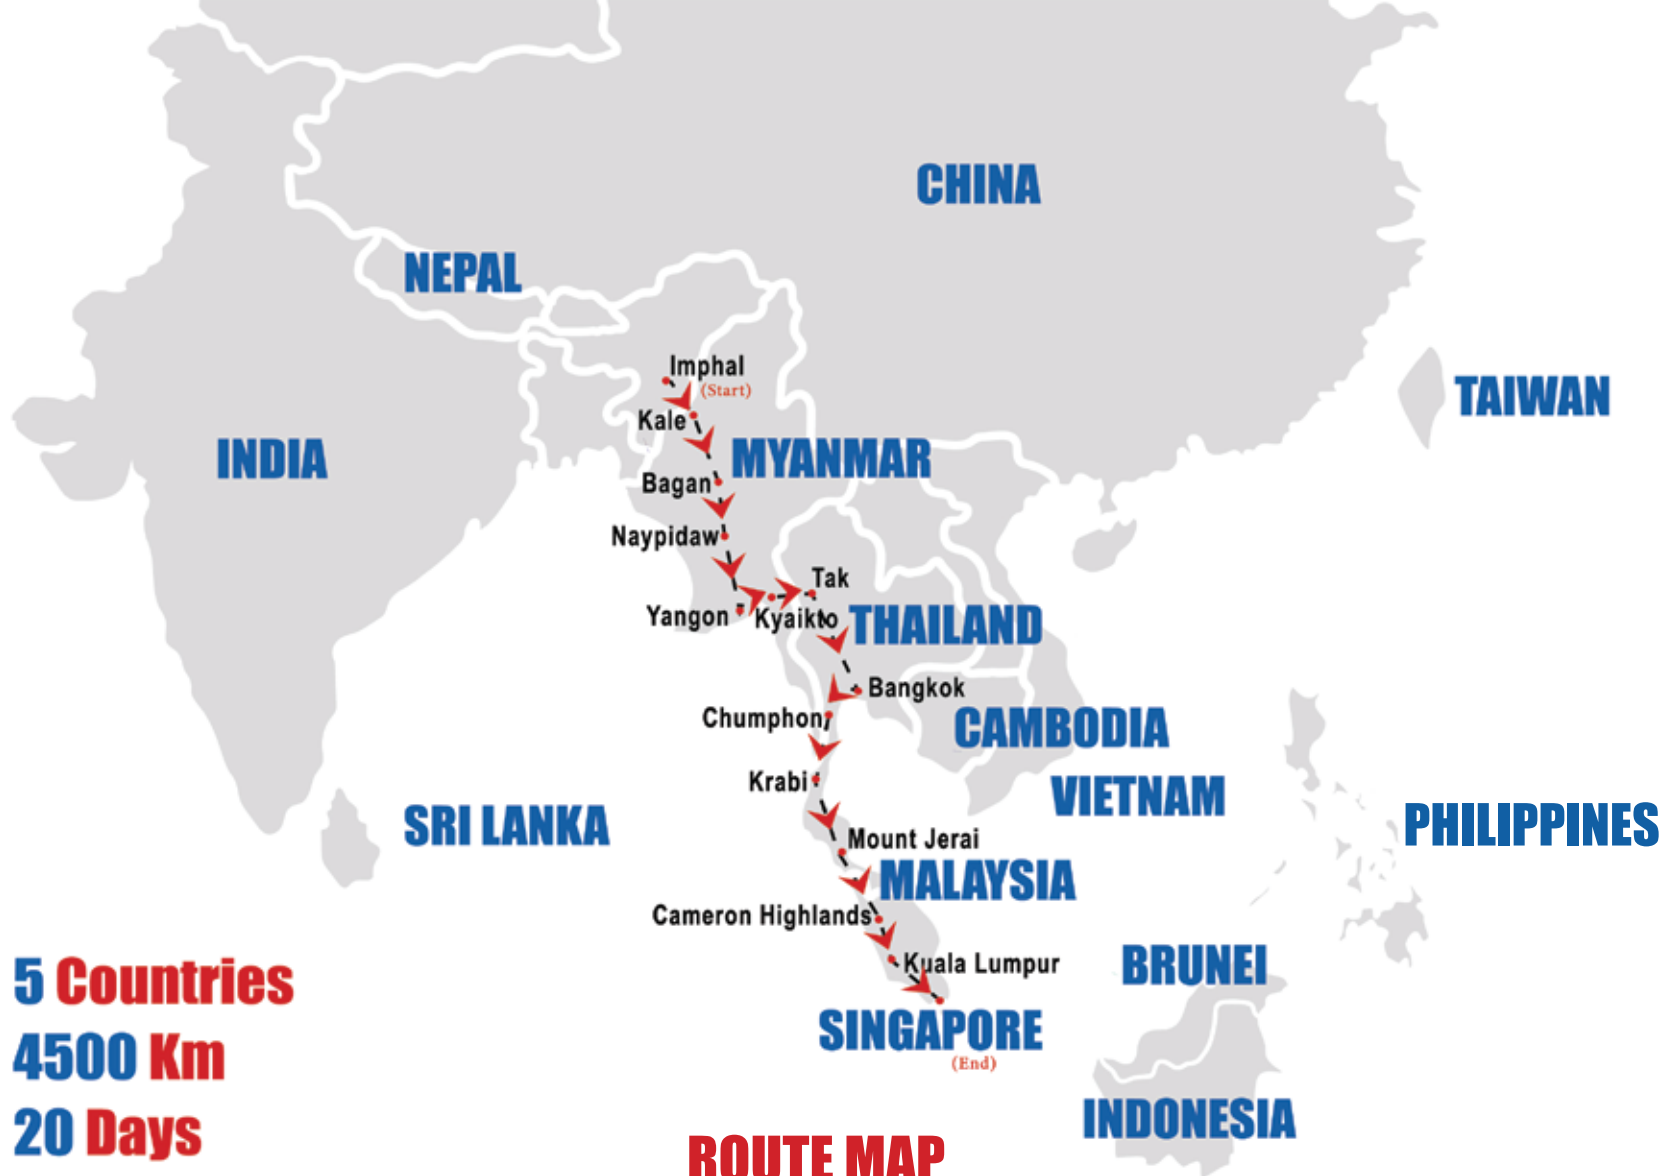 CHINA
NEPAL
Imphal
(Start)
TAIWAN
Kale
INDIA
MYANMAR
Bagan
Naypidaw
Tak
Yangon
Kyaikto
THAILAND
Bangkok
Chumphon
CAMBODIA
Krabi
VIETNAM
SRI LANKA
PHILIPPINES
Mount Jerai
MALAYSIA
Cameron Highlands
Kuala Lumpur
BRUNEI
5 Countries
SINGAPORE
(End)
4500 Km
INDONESIA
20 Days
ROUTE MAP